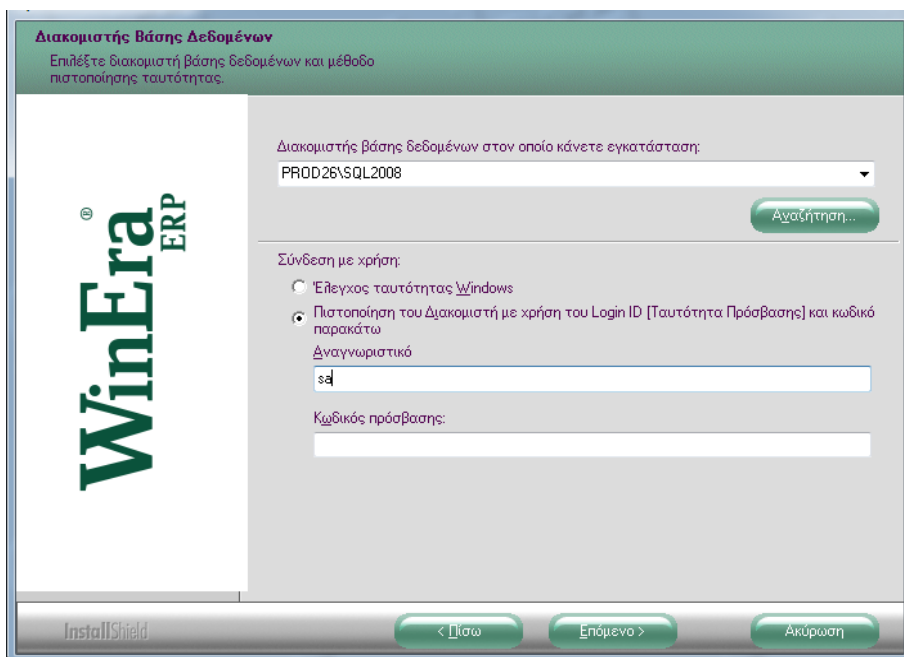 Διακομιστής Βάσης Δεδομένων
Επιλέξτε διακομιστή βάσης δεδομένων και μέθοδο
πιστοποίησης ταυτότητας.
WinEra®
ERP
Διακομιστής βάσης δεδομένων στον οποίο κάνετε εγκατάσταση:
PROD26\SQL2008
Αναζήτηση...
Σύνδεση με χρήση:
Έλεγχος ταυτότητας Windows
Πιστοποίηση του Διακομιστή με χρήση του Login ID [Ταυτότητα Πρόσβασης] και κωδικό
παρακάτω
Αναγνωριστικό
sa
Κωδικός πρόσβασης:
InstallShield
< Πίσω
Επόμενο >
Ακύρωση